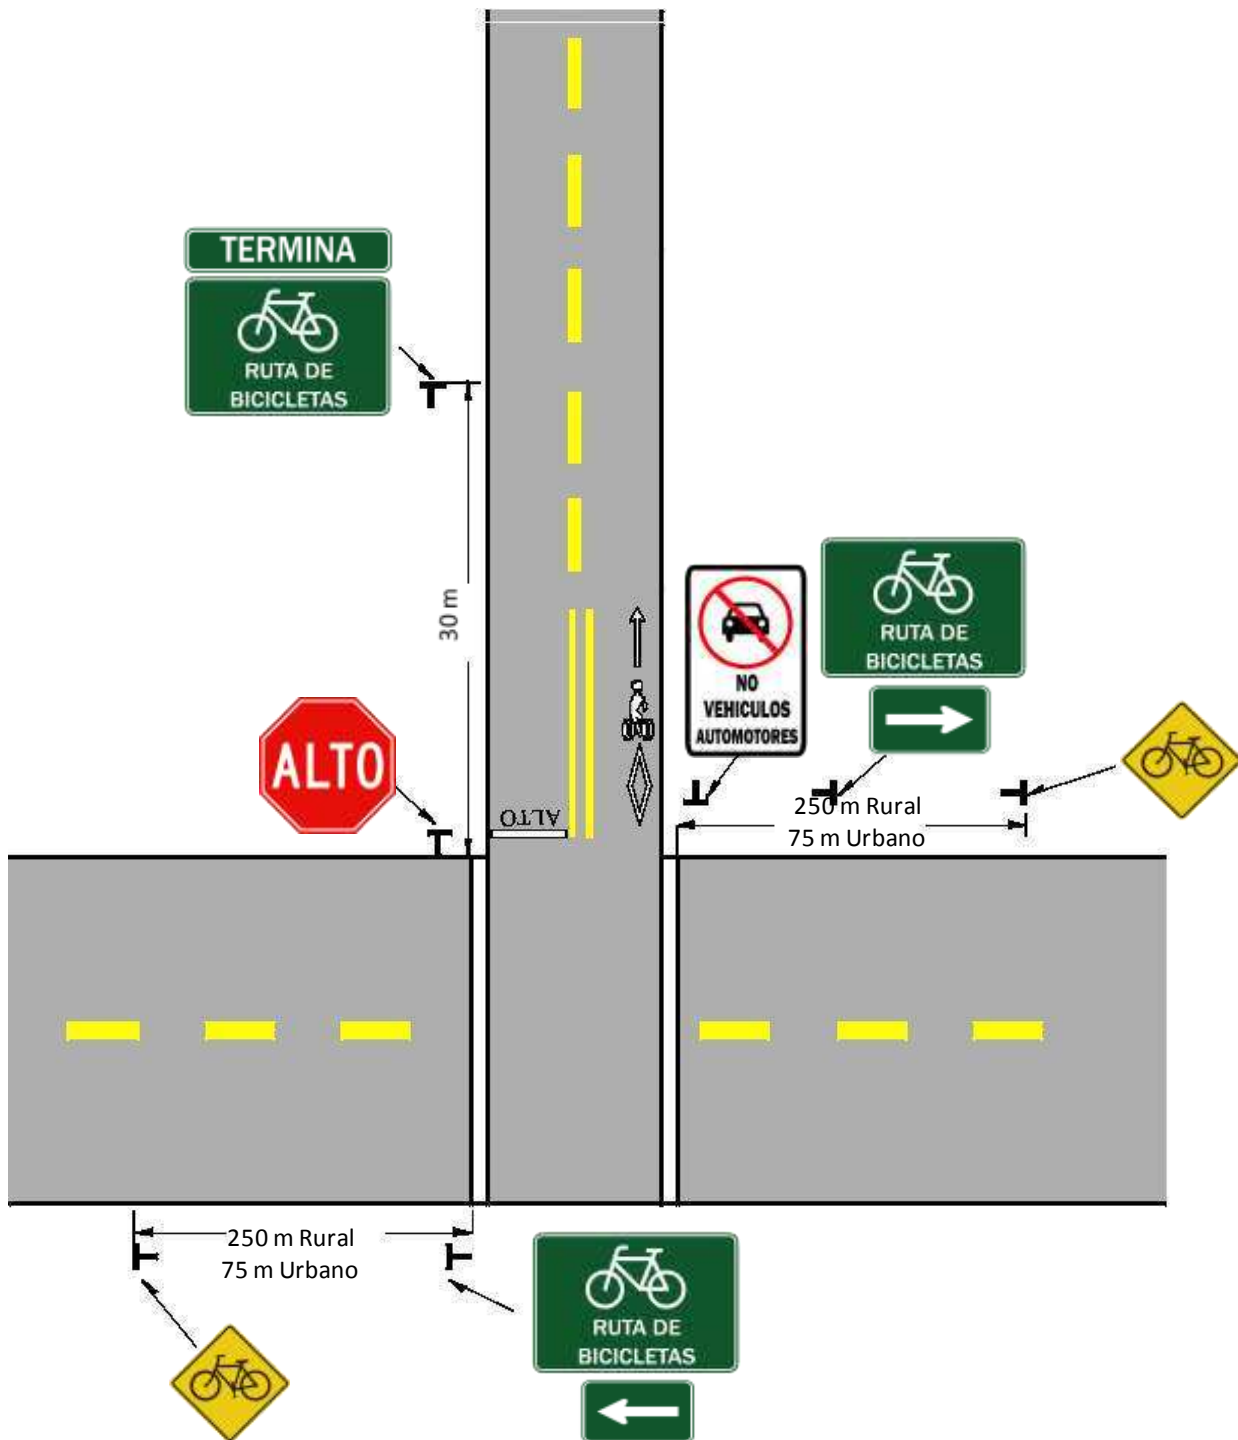 TERMINA
RUTA DE
BICICLETAS
30 m
ALTO
ALTO
NO
VEHICULOS
AUTOMOTORES
RUTA DE
BICICLETAS
250 m Rural
75 m Urbano
250 m Rural
75 m Urbano
RUTA DE
BICICLETAS